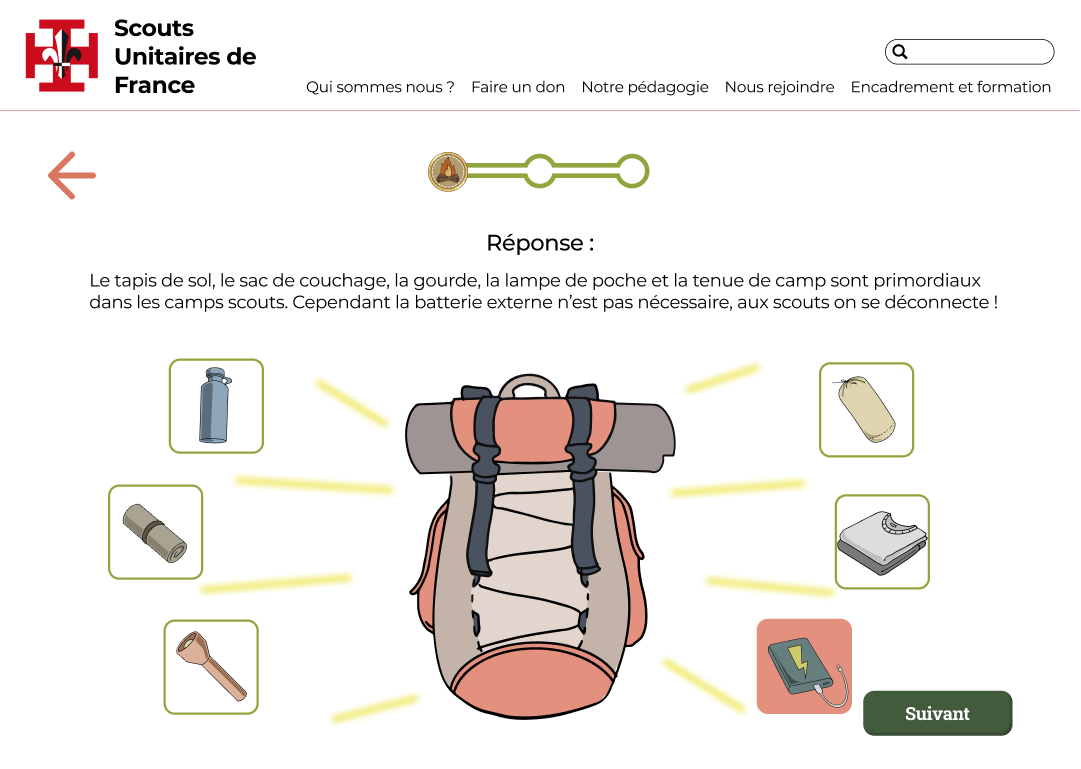 Scouts
Unitaires de
France
Qui sommes nous ? Faire un don Notre pédagogie Nous rejoindre Encadrement et formation
Réponse :
Le tapis de sol, le sac de couchage, la gourde, la lampe de poche et la tenue de camp sont primordiaux
dans les camps scouts. Cependant la batterie externe n’est pas nécessaire, aux scouts on se déconnecte !
Suivant